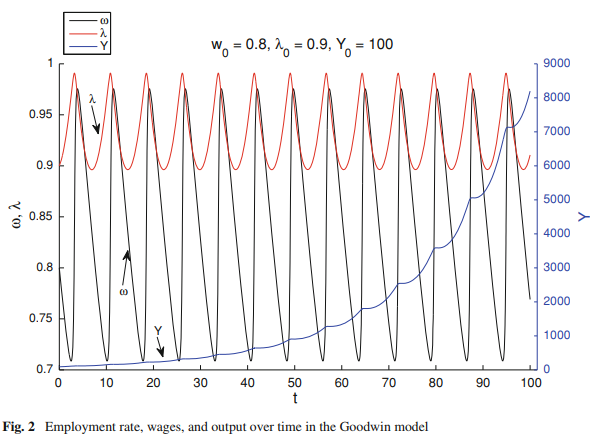 ω
λ
Y
w0 = 0.8, λ0 = 0.9, Y0 = 100
1
0.95
0.9
0.85
0.8
0.75
0.7
ω, λ
9000
8000
7000
6000
5000
4000
3000
2000
1000
0
Y
λ
ω
Y
0 10 20 30 40 50 60 70 80 90 100
t
Fig. 2 Employment rate, wages, and output over time in the Goodwin model